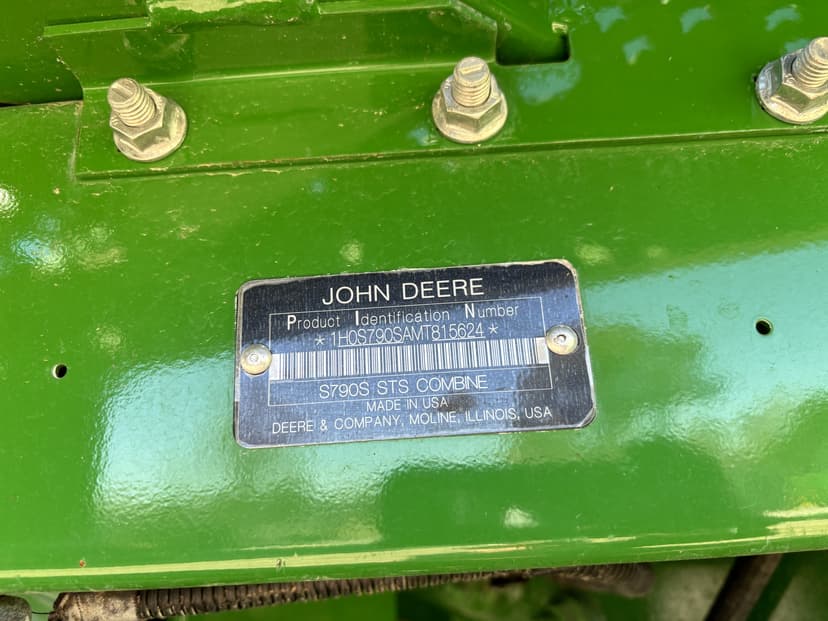 JOHN DEERE
Product Identification Number
*1H0S790SAMT815624*
S790S STS COMBINE
MADE IN USA
DEERE & COMPANY, MOLINE, ILLINOIS, USA